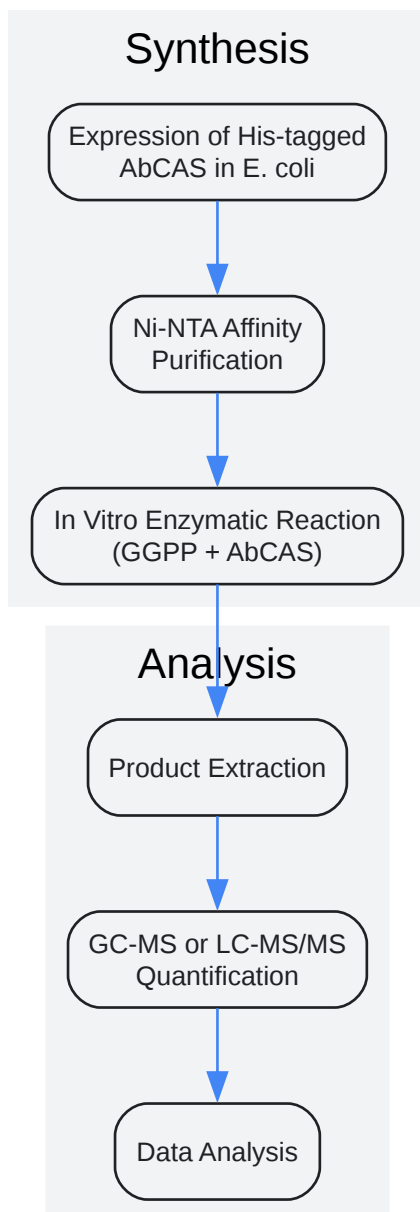 Synthesis
Expression of His-tagged
AbCAS in E. coli
Ni-NTA Affinity
Purification
In Vitro Enzymatic Reaction
(GGPP + AbCAS)
Analysis
Product Extraction
GC-MS or LC-MS/MS
Quantification
Data Analysis